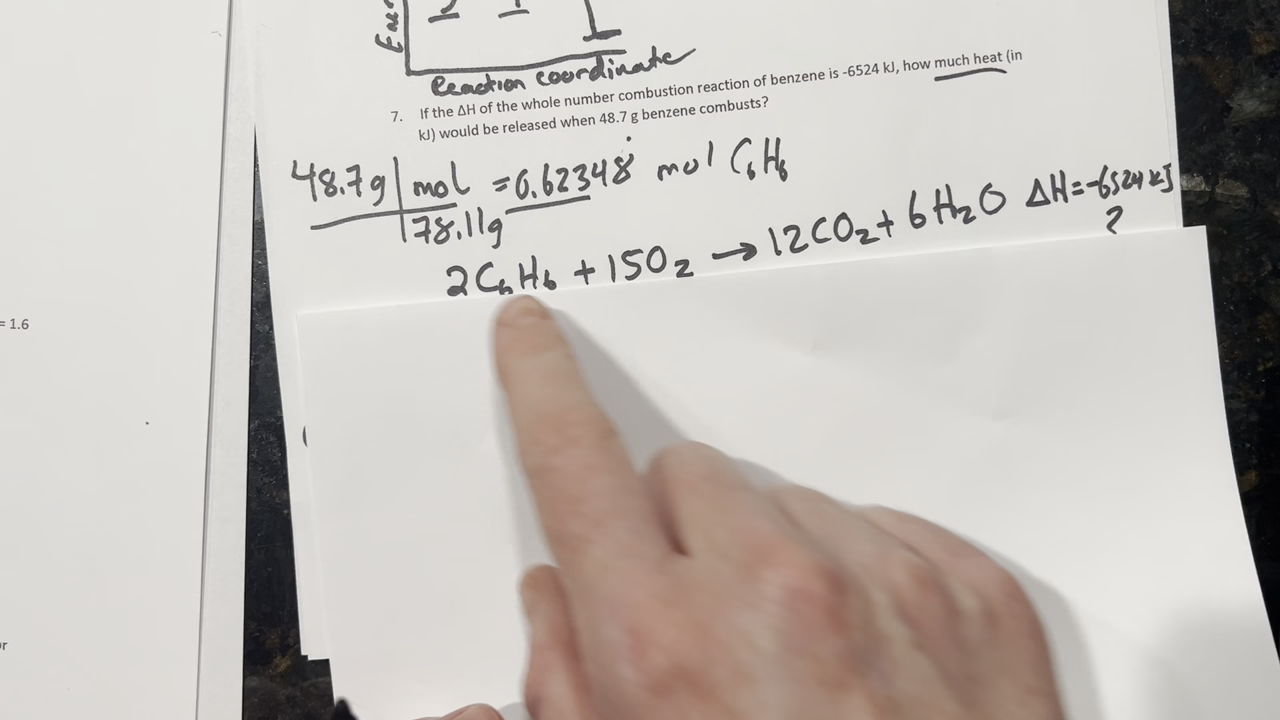 Reaction coordinate
7. If the ΔH of the whole number combustion reaction of benzene is -6524 kJ, how much heat (in
kJ) would be released when 48.7 g benzene combusts?
48.7g | mol = 0.62348 mol C6H6
78.11g
2C6H6 + 15O2 → 12CO2 + 6H2O ΔH = -6524 kJ
?
= 1.6